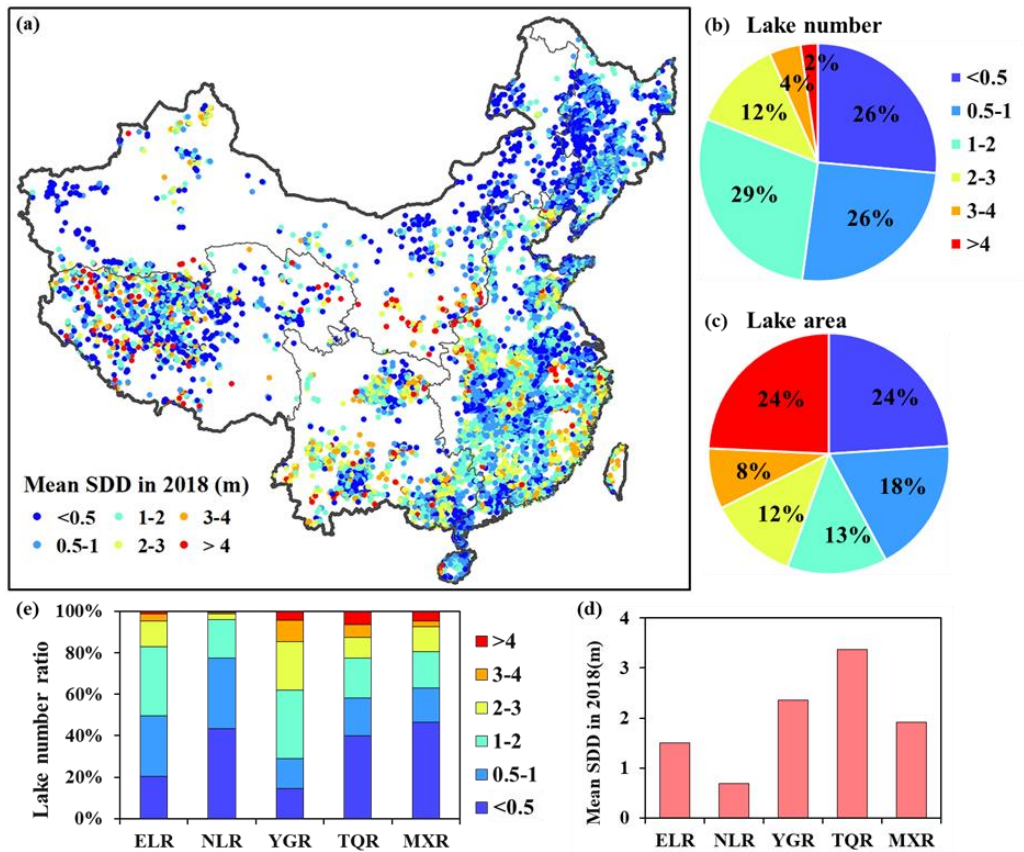 (a)
Mean SDD in 2018 (m)
<0.5 1-2 3-4
0.5-1 2-3 > 4
(b) Lake number
2%
4%
12%
26%
29%
26%
<0.5
0.5-1
1-2
2-3
3-4
>4
(c) Lake area
24%
24%
8%
18%
12%
13%
(e)
100%
80%
60%
40%
20%
0%
Lake number ratio
ELR NLR YGR TQR MXR
>4
3-4
2-3
1-2
0.5-1
<0.5
(d)
4
3
2
1
0
Mean SDD in 2018(m)
ELR NLR YGR TQR MXR